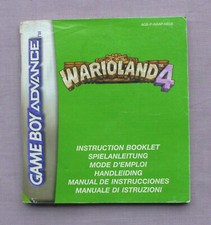 GAME BOY ADVANCE
WARIOLAND 4
INSTRUCTION BOOKLET
SPIELANLEITUNG
MODE D'EMPLOI
HANDLEIDING
MANUAL DE INSTRUCCIONES
MANUALE DI ISTRUZIONI